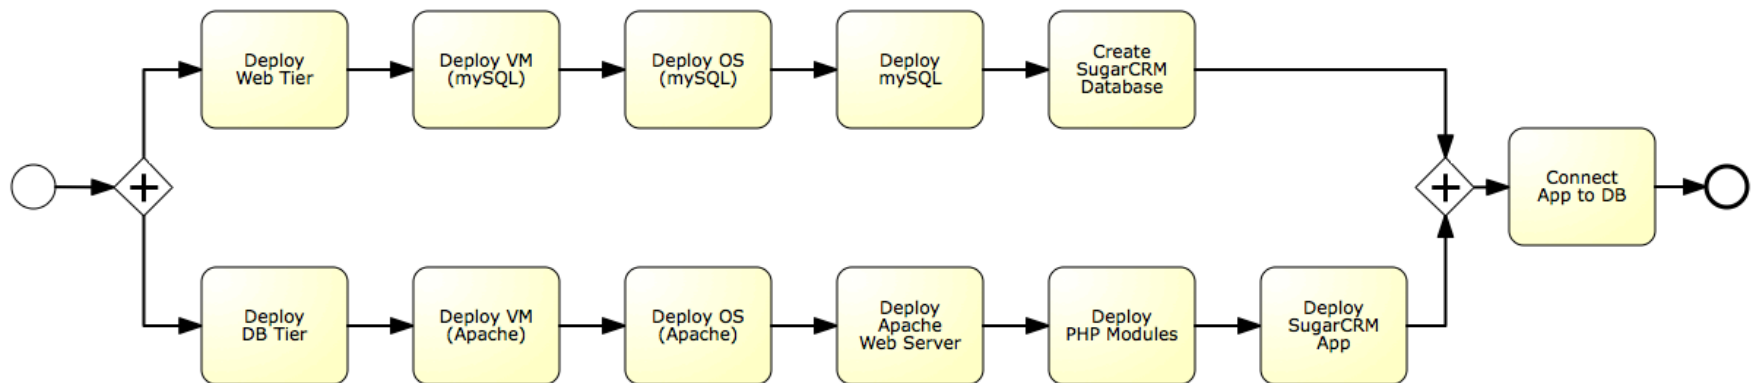 Deploy
Web Tier
Deploy VM
(mySQL)
Deploy OS
(mySQL)
Deploy
mySQL
Create
SugarCRM
Database
Connect
App to DB
Deploy
DB Tier
Deploy VM
(Apache)
Deploy OS
(Apache)
Deploy
Apache
Web Server
Deploy
PHP Modules
Deploy
SugarCRM
App